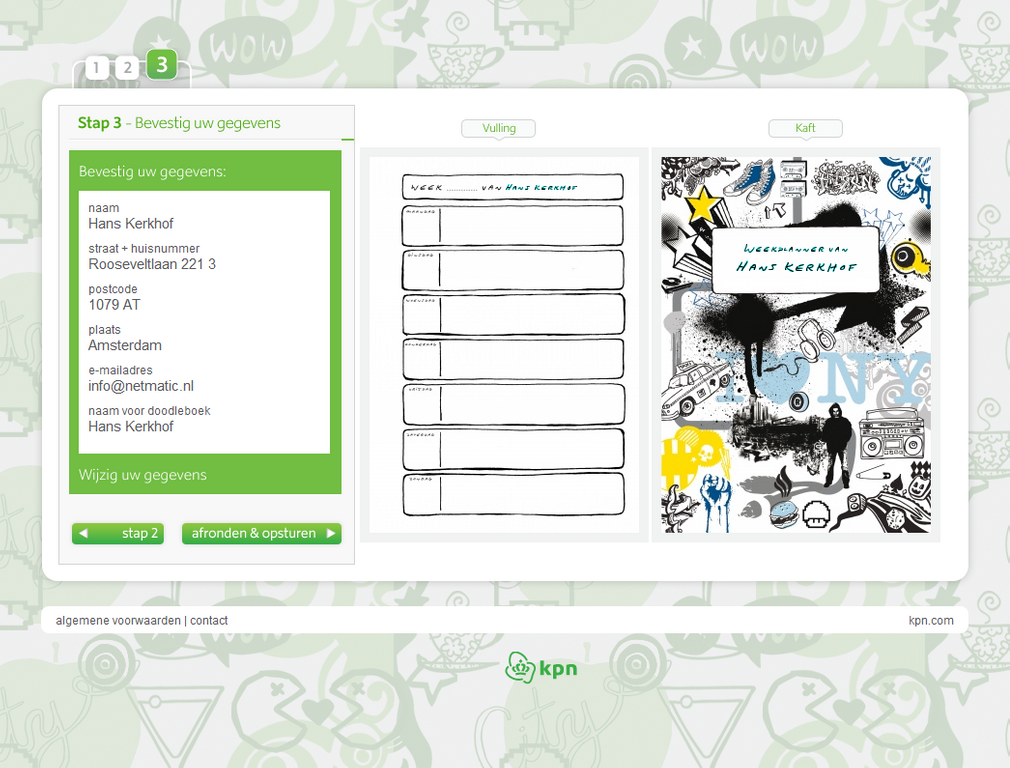 WOW
WOW
1 2 3
Stap 3 - Bevestig uw gegevens
Bevestig uw gegevens:
naam
Hans Kerkhof
straat + huisnummer
Rooseveltlaan 221 3
postcode
1079 AT
plaats
Amsterdam
e-mailadres
info@netmatic.nl
naam voor doodleboek
Hans Kerkhof
Wijzig uw gegevens
stap 2
afronden & opsturen
Vulling
WEEK ............ VAN HANS KERKHOF
MAANDAG
DINSDAG
WOENSDAG
DONDERDAG
VRIJDAG
ZATERDAG
ZONDAG
Kaft
WEEKPLANNER VAN
HANS KERKHOF
I NY
algemene voorwaarden | contact
kpn.com
kpn
City